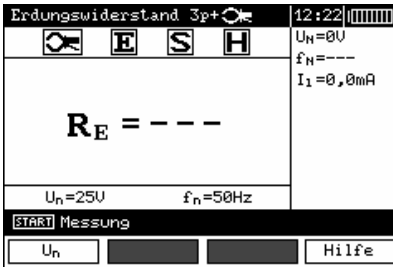 Erdungswiderstand 3p+ 12:22
E S H
U_N=0V
f_N=---
I_1=0,0mA
R_E = - - -
U_n=25V f_n=50Hz
START Messung
U_n Hilfe